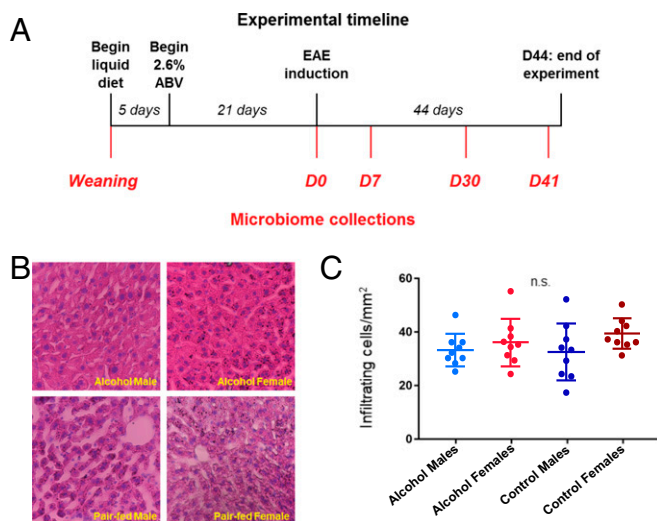 A
Experimental timeline
Begin liquid diet
Begin 2.6% ABV
EAE induction
D44: end of experiment
5 days
21 days
44 days
Weaning
D0
D7
D30
D41
Microbiome collections
B
Alcohol Male
Alcohol Female
Pair-fed Male
Pair-fed Female
C
n.s.
Infiltrating cells/mm²
60
40
20
0
Alcohol Males
Alcohol Females
Control Males
Control Females